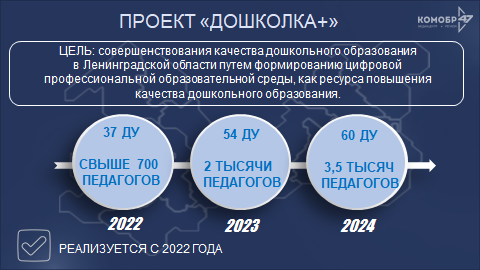 ПРОЕКТ «ДОШКОЛКА+»
КОМОБР47
ЦЕЛЬ: совершенствования качества дошкольного образования
в Ленинградской области путем формированию цифровой
профессиональной образовательной среды, как ресурса повышения
качества дошкольного образования.
37 ДУ
СВЫШЕ 700
ПЕДАГОГОВ
54 ДУ
2 ТЫСЯЧИ
ПЕДАГОГОВ
60 ДУ
3,5 ТЫСЯЧ
ПЕДАГОГОВ
2022
2023
2024
РЕАЛИЗУЕТСЯ С 2022 ГОДА